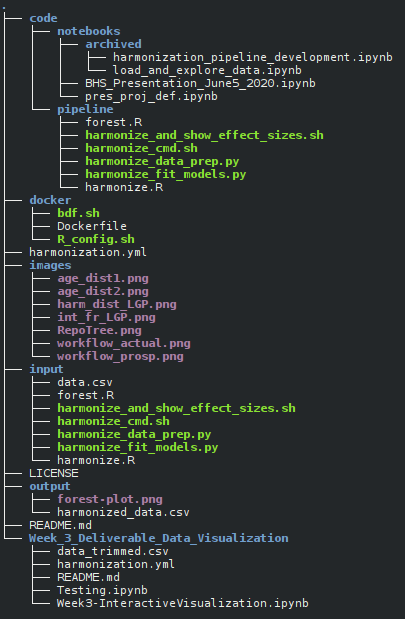 .
code
notebooks
archived
harmonization_pipeline_development.ipynb
load_and_explore_data.ipynb
BHS_Presentation_June5_2020.ipynb
pres_proj_def.ipynb
pipeline
forest.R
harmonize_and_show_effect_sizes.sh
harmonize_cmd.sh
harmonize_data_prep.py
harmonize_fit_models.py
harmonize.R
docker
bdf.sh
Dockerfile
R_config.sh
harmonization.yml
images
age_dist1.png
age_dist2.png
harm_dist_LGP.png
int_fr_LGP.png
RepoTree.png
workflow_actual.png
workflow_prosp.png
input
data.csv
forest.R
harmonize_and_show_effect_sizes.sh
harmonize_cmd.sh
harmonize_data_prep.py
harmonize_fit_models.py
harmonize.R
LICENSE
output
forest-plot.png
harmonized_data.csv
README.md
Week_3_Deliverable_Data_Visualization
data_trimmed.csv
harmonization.yml
README.md
Testing.ipynb
Week3-InteractiveVisualization.ipynb